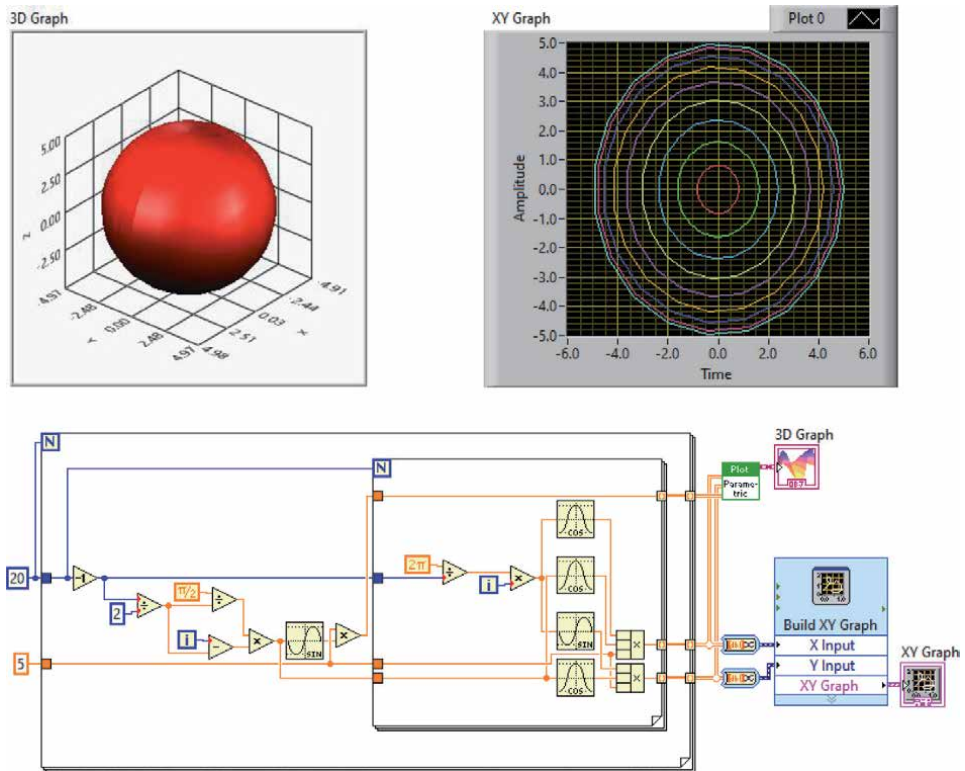 3D Graph
5.00
2.50
0.00
-2.50
z
-4.97
-2.48
0.00
2.48
4.97
Y
-4.91
-2.44
0.03
2.51
4.98
X
XY Graph
Plot 0
5.0
4.0
3.0
2.0
1.0
0.0
-1.0
-2.0
-3.0
-4.0
-5.0
Amplitude
-6.0 -4.0 -2.0 0.0 2.0 4.0 6.0
Time
N
N
20
-1
2
÷
π/2
÷
i
-
×
SIN
×
5
2π
÷
i
×
COS
COS
SIN
COS
×
×
Plot
Parame-
tric
3D Graph
Build XY Graph
X Input
Y Input
XY Graph
XY Graph